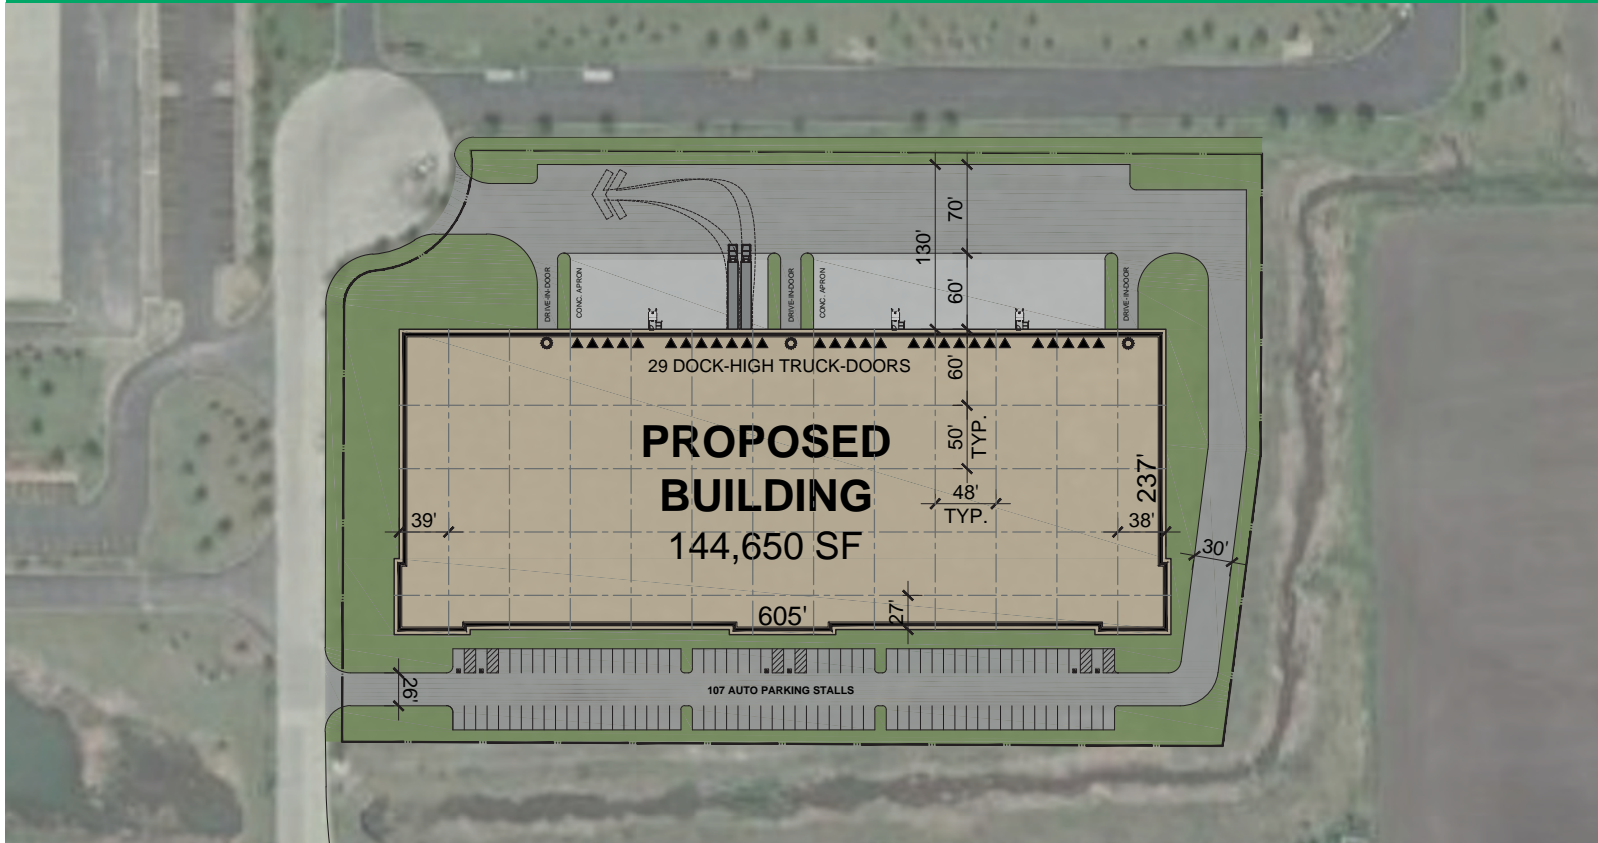 70'
130'
60'
DRIVE-IN-DOOR
CONC. APRON
DRIVE-IN-DOOR
CONC. APRON
DRIVE-IN-DOOR
29 DOCK-HIGH TRUCK-DOORS
60'
PROPOSED
BUILDING
144,650 SF
50'
TYP.
48'
TYP.
237'
39'
38'
30'
605'
27'
26'
107 AUTO PARKING STALLS